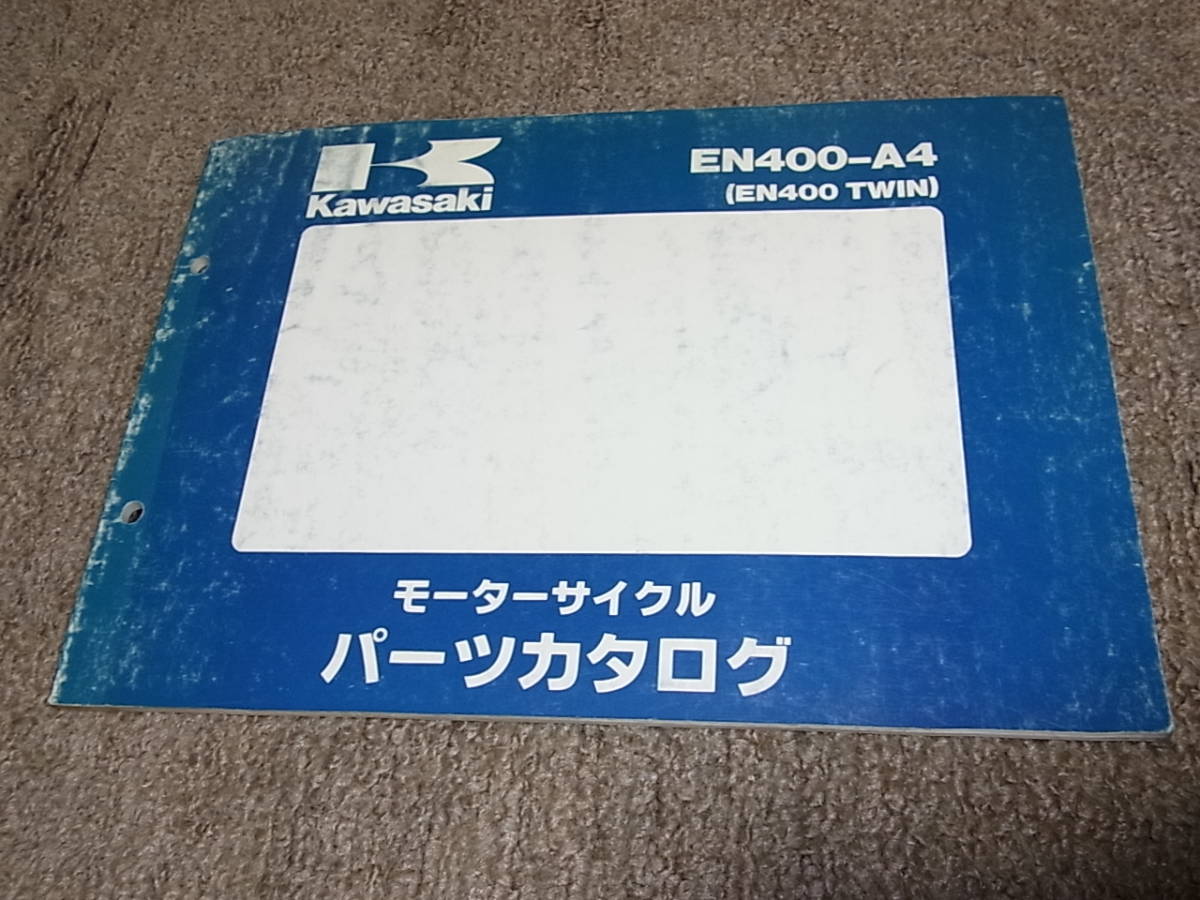 Kawasaki
EN400-A4
(EN400 TWIN)
モーターサイクル
パーツカタログ